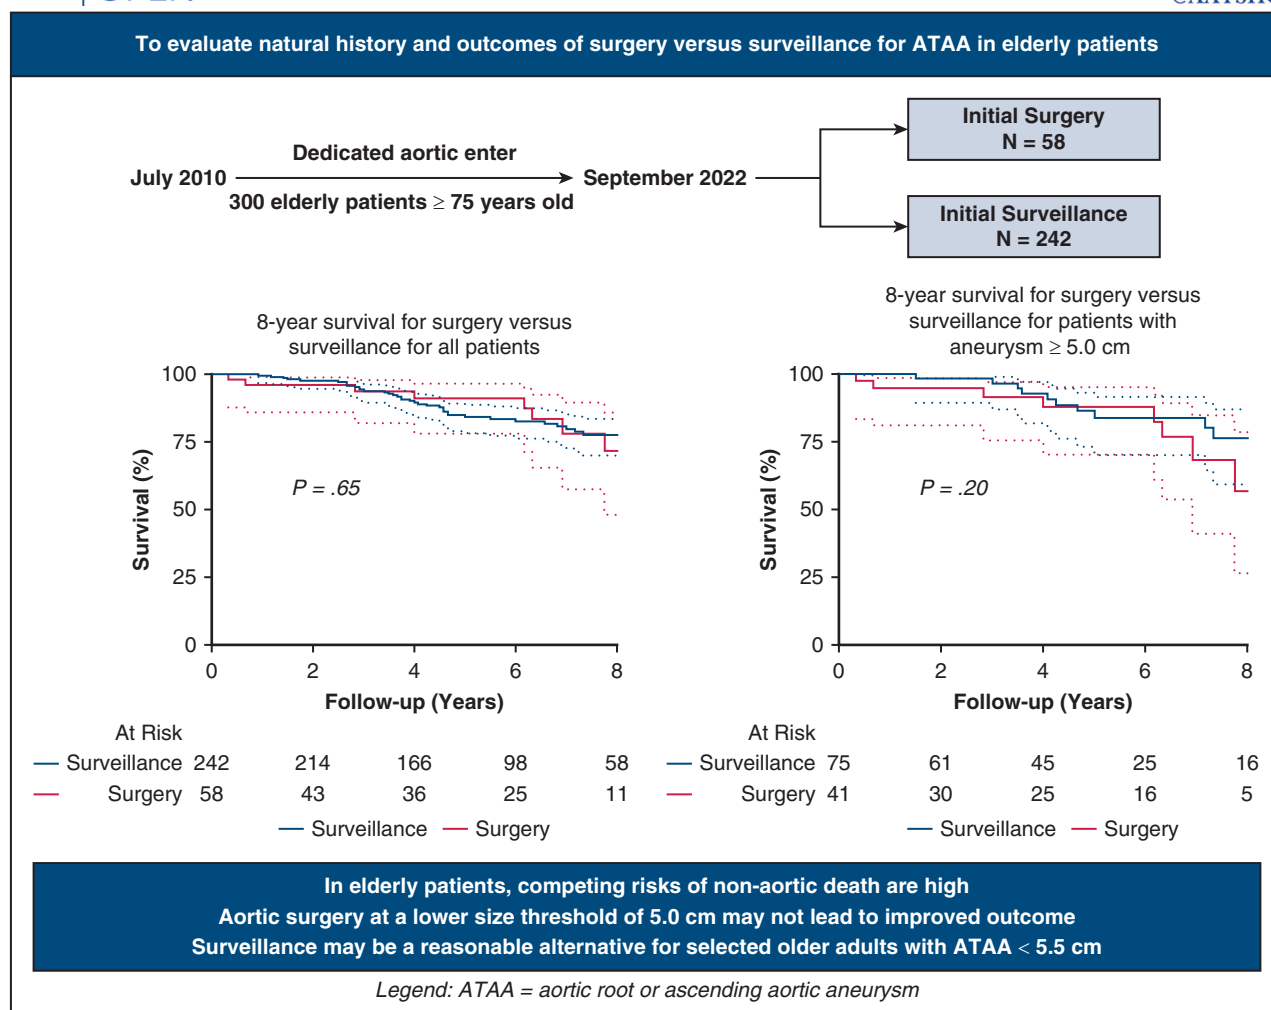 To evaluate natural history and outcomes of surgery versus surveillance for ATAA in elderly patients
July 2010
Dedicated aortic enter
300 elderly patients ≥ 75 years old
September 2022
Initial Surgery
N = 58
Initial Surveillance
N = 242
8-year survival for surgery versus
surveillance for all patients
100
75
50
25
0
Survival (%)
P = .65
0 2 4 6 8
Follow-up (Years)
At Risk
Surveillance 242 214 166 98 58
Surgery 58 43 36 25 11
Surveillance Surgery
8-year survival for surgery versus
surveillance for patients with
aneurysm ≥ 5.0 cm
100
75
50
25
0
Survival (%)
P = .20
0 2 4 6 8
Follow-up (Years)
At Risk
Surveillance 75 61 45 25 16
Surgery 41 30 25 16 5
Surveillance Surgery
In elderly patients, competing risks of non-aortic death are high
Aortic surgery at a lower size threshold of 5.0 cm may not lead to improved outcome
Surveillance may be a reasonable alternative for selected older adults with ATAA < 5.5 cm
Legend: ATAA = aortic root or ascending aortic aneurysm